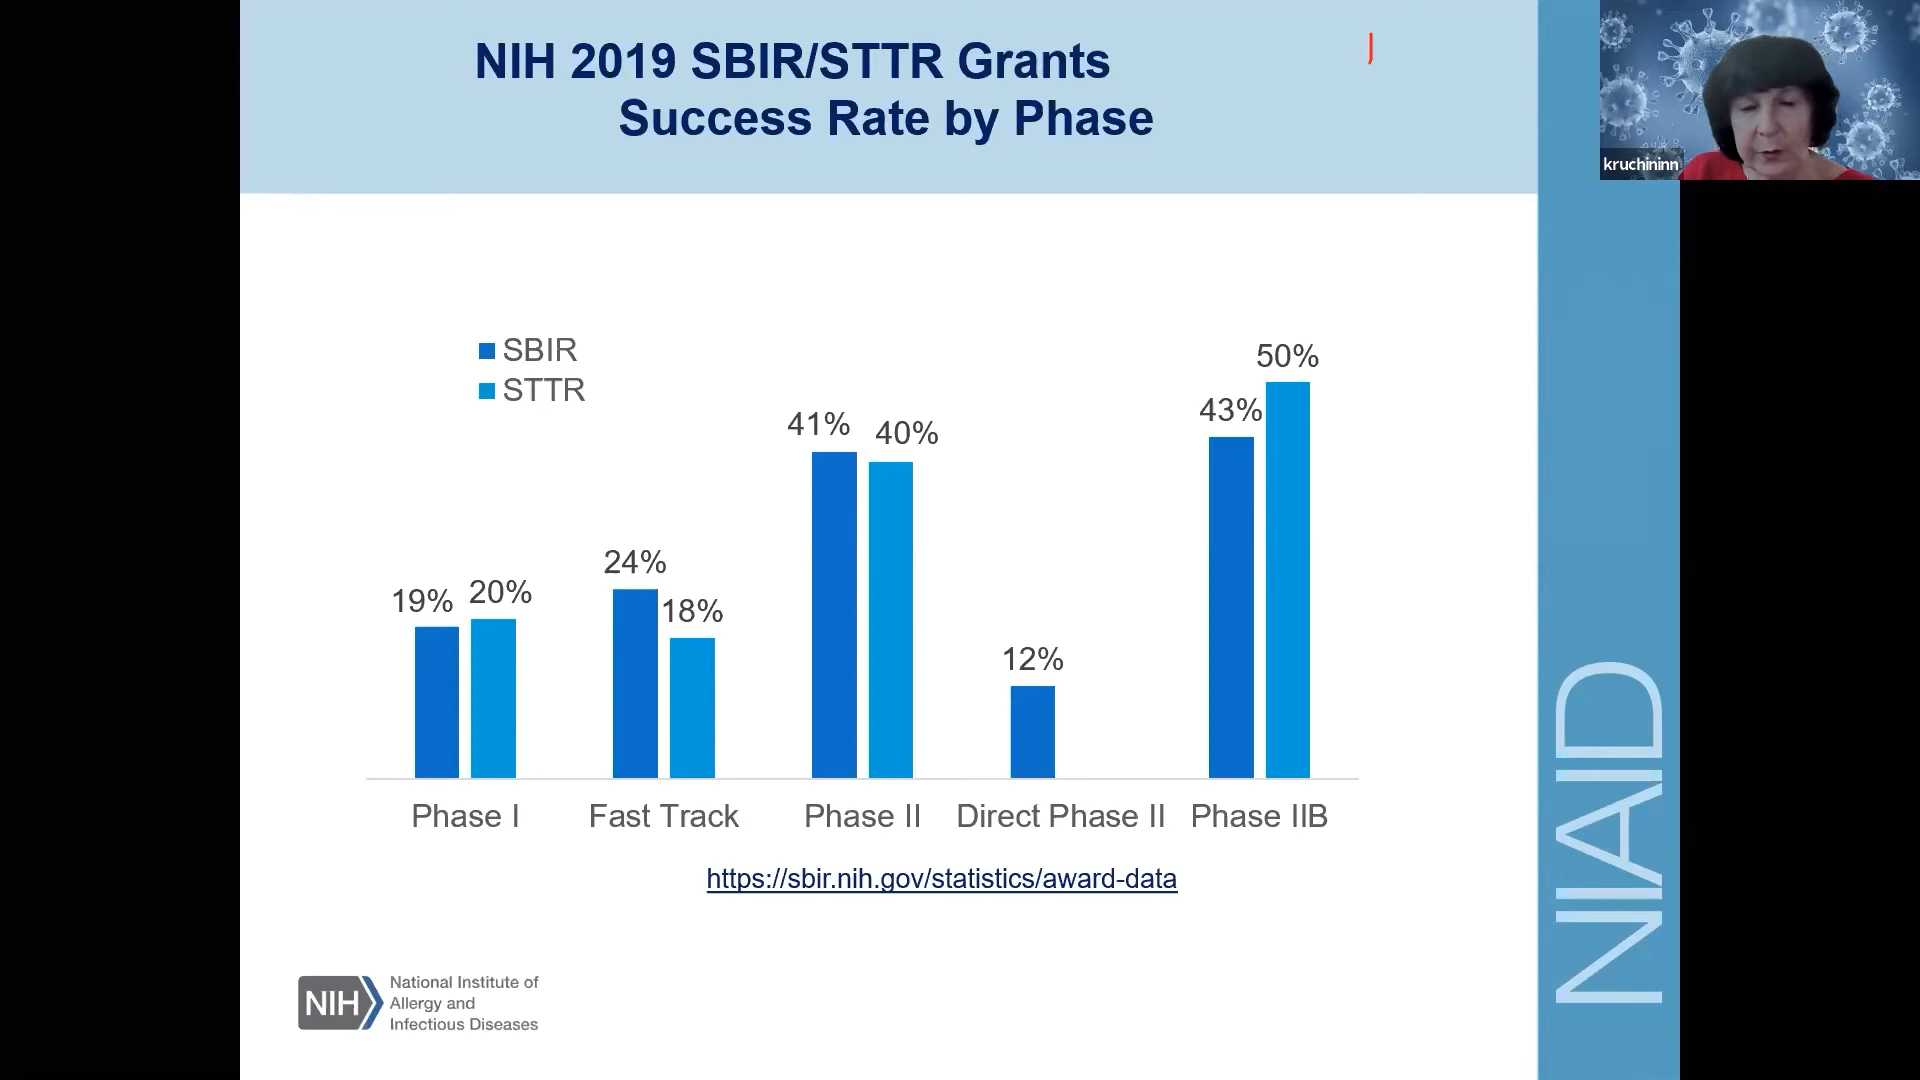 NIH 2019 SBIR/STTR Grants
Success Rate by Phase
kruchininn
SBIR
STTR
19%
20%
24%
18%
41%
40%
12%
43%
50%
Phase I
Fast Track
Phase II
Direct Phase II
Phase IIB
https://sbir.nih.gov/statistics/award-data
NIH
National Institute of
Allergy and
Infectious Diseases
NIAID